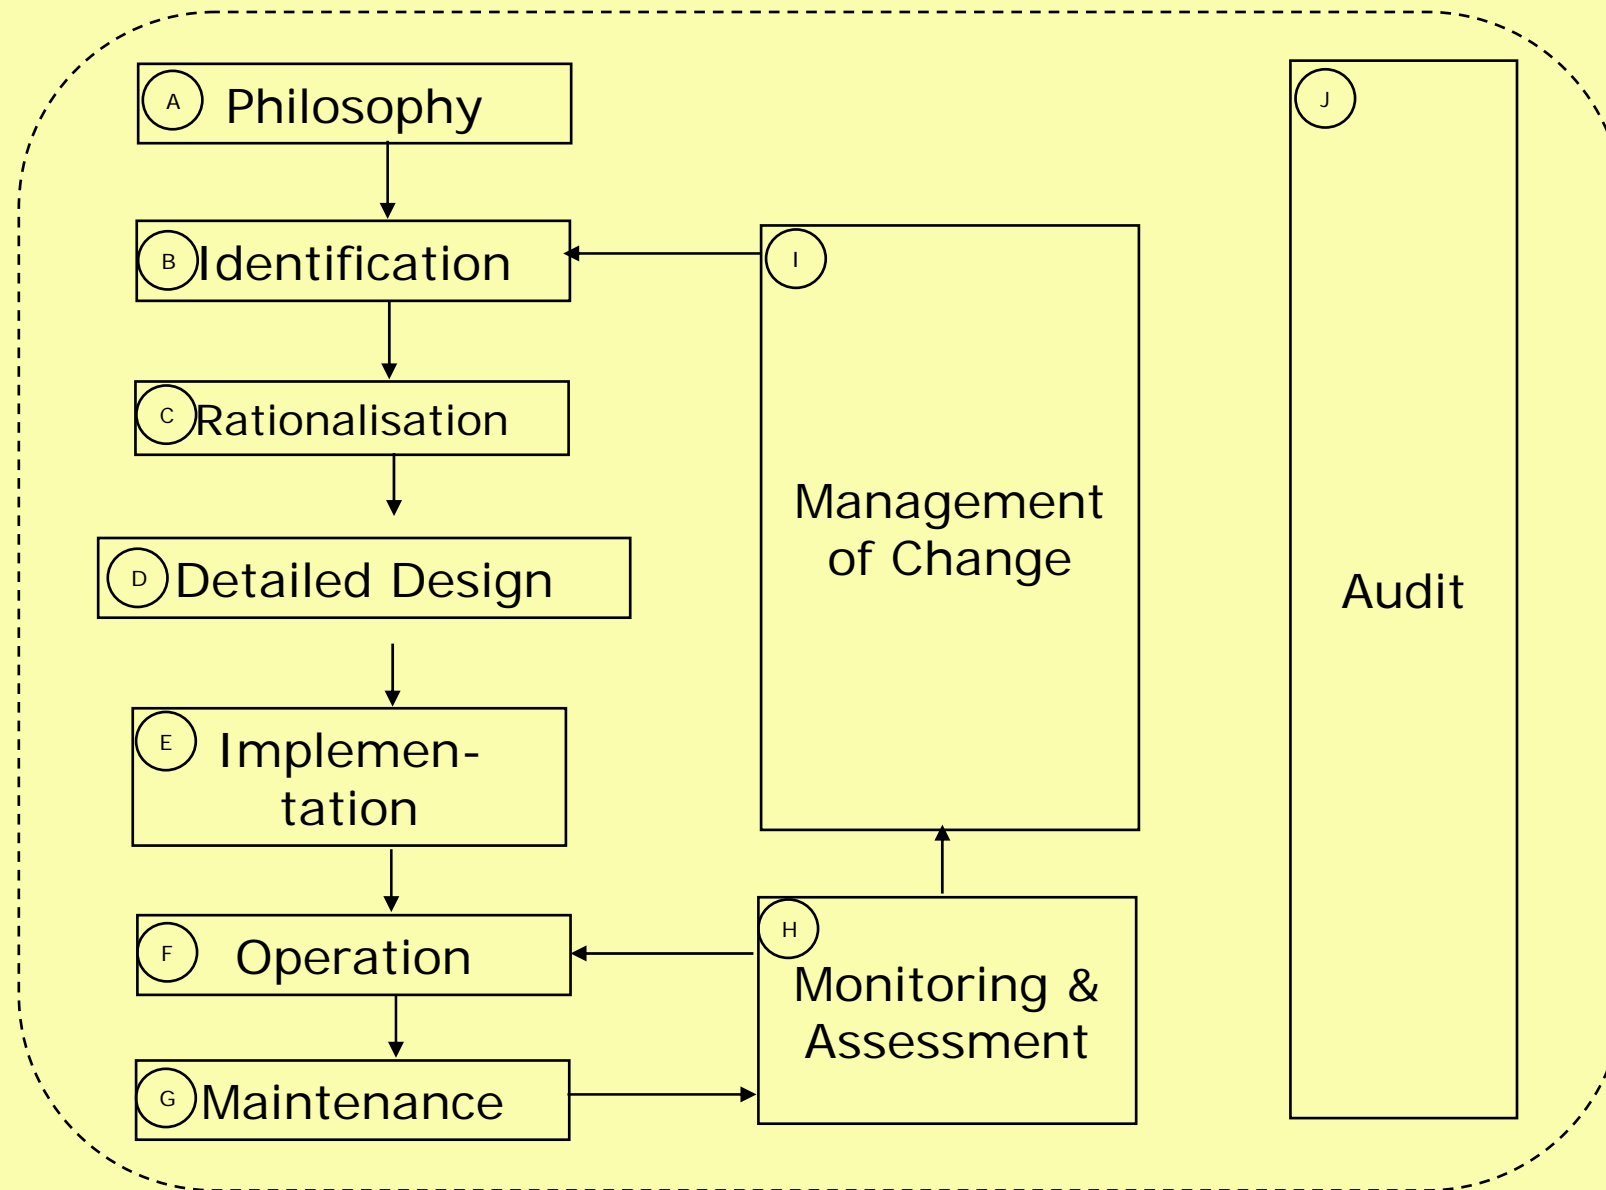 A Philosophy
B Identification
C Rationalisation
D Detailed Design
E Implemen-
tation
F Operation
G Maintenance
H
Monitoring &
Assessment
I
Management
of Change
J
Audit